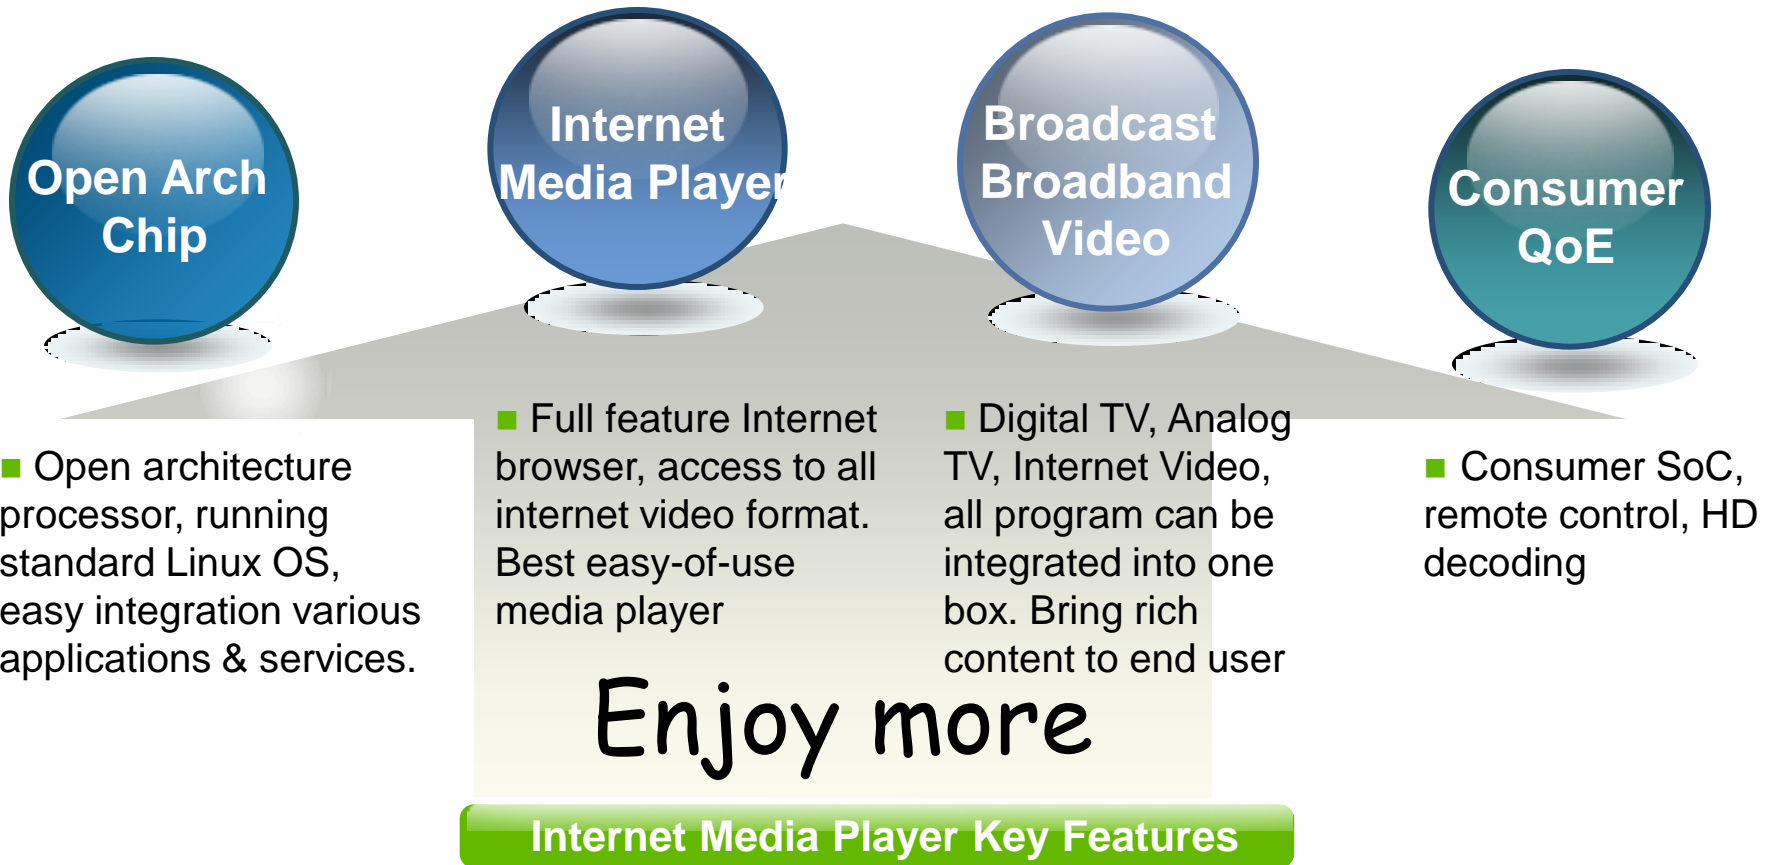 Open Arch
Chip
Internet
Media Player
Broadcast
Broadband
Video
Consumer
QoE
■ Open architecture
processor, running
standard Linux OS,
easy integration various
applications & services.
■ Full feature Internet
browser, access to all
internet video format.
Best easy-of-use
media player
■ Digital TV, Analog
TV, Internet Video,
all program can be
integrated into one
box. Bring rich
content to end user
■ Consumer SoC,
remote control, HD
decoding
Enjoy more
Internet Media Player Key Features